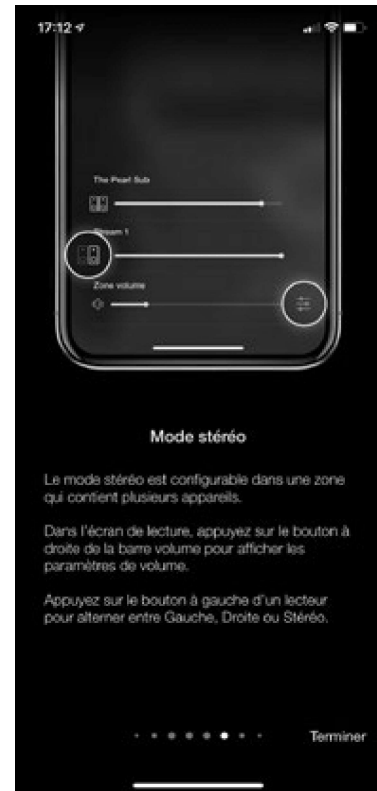 17:12
The Pearl Sub
Stream 1
Zone volume
Mode stéréo
Le mode stéréo est configurable dans une zone
qui contient plusieurs appareils.
Dans l'écran de lecture, appuyez sur le bouton à
droite de la barre volume pour afficher les
paramètres de volume.
Appuyez sur le bouton à gauche d'un lecteur
pour alterner entre Gauche, Droite ou Stéréo.
Terminer